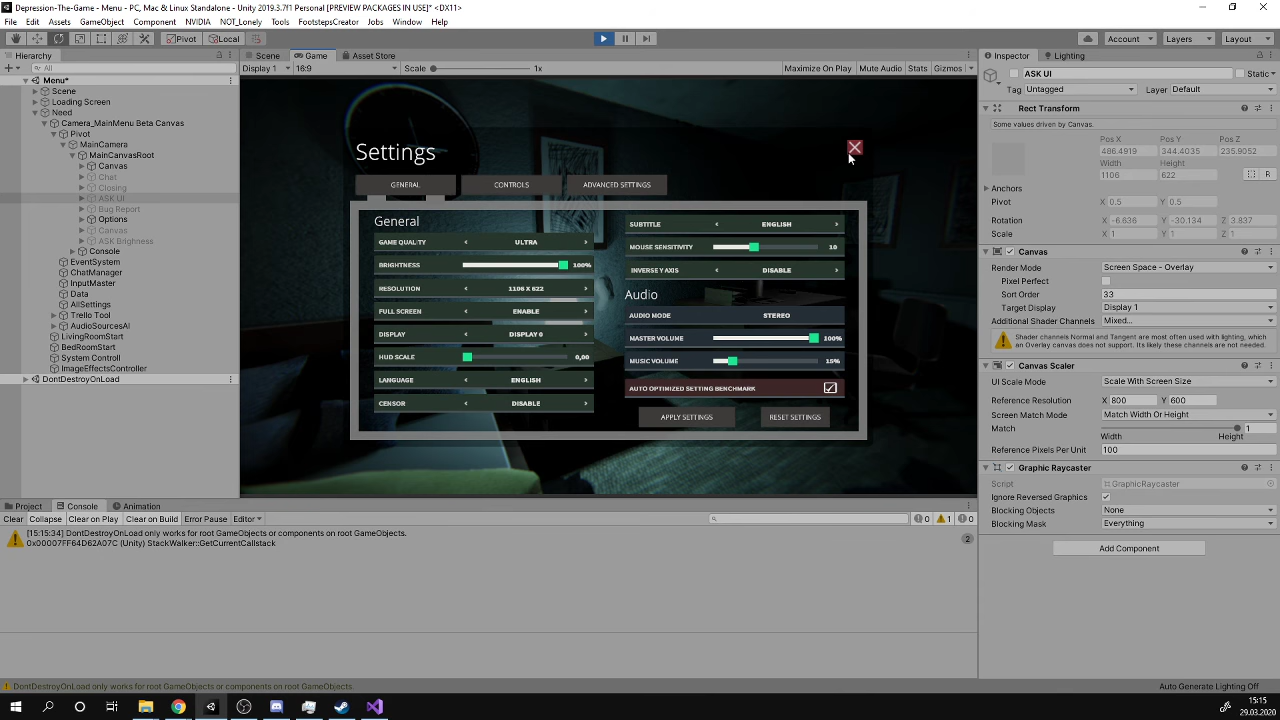 Depression-The-Game - Menu - PC, Mac & Linux Standalone - Unity 2019.3.7f1 Personal [PREVIEW PACKAGES IN USE]* <DX11>
File Edit Assets GameObject Component NVIDIA NOT_Lonely Tools FootstepsCreator Jobs Window Help
Pivot Local Account Layers Layout
Hierarchy Scene Game Asset Store Inspector Lighting
All Display 1 16:9 Scale 1x Maximize On Play Mute Audio Stats Gizmos
Menu*
Scene
Loading Screen
Need
Camera_MainMenu Beta Canvas
Pivot
MainCamera
MainCanvasRoot
Canvas
Chat
Closing
ASK UI
Bug Report
Options
Canvaa
ASK Brighness
Console
EventSystem
ChatManager
InputMaster
Data
AllSettings
Trello Tool
AudioSourcesAI
LivingRoomStart
BedRoomStart
System Controll
ImageEffectsController
DontDestroyOnLoad
Settings
GENERAL CONTROLS ADVANCED SETTINGS
General
GAME QUALITY < ULTRA >
BRIGHTNESS 100%
RESOLUTION < 1106 X 622 >
FULL SCREEN < ENABLE >
DISPLAY < DISPLAY 0 >
HUD SCALE 0,00
LANGUAGE < ENGLISH >
CENSOR < DISABLE >
SUBTITLE < ENGLISH >
MOUSE SENSITIVITY 10
INVERSE Y AXIS < DISABLE >
Audio
AUDIO MODE STEREO
MASTER VOLUME 100%
MUSIC VOLUME 15%
AUTO OPTIMIZED SETTING BENCHMARK
APPLY SETTINGS RESET SETTINGS
ASK UI Static
Tag Untagged Layer Default
Rect Transform
Some values driven by Canvas.
Pos X Pos Y Pos Z
486.4919 344.4035 235.9052
Width Height
1106 622 R
Anchors
Pivot X 0.5 Y 0.5
Rotation X -6.636 Y -30.134 Z 3.837
Scale X 1 Y 1 Z 1
Canvas
Render Mode Screen Space - Overlay
Pixel Perfect
Sort Order 33
Target Display Display 1
Additional Shader Channels Mixed...
Shader channels Normal and Tangent are most often used with lighting, which an Overlay canvas does not support. Its likely these channels are not needed.
Canvas Scaler
UI Scale Mode Scale With Screen Size
Reference Resolution X 800 Y 600
Screen Match Mode Match Width Or Height
Match 1
Width Height
Reference Pixels Per Unit 100
Graphic Raycaster
Script GraphicRaycaster
Ignore Reversed Graphics
Blocking Objects None
Blocking Mask Everything
Add Component
Project Console Animation
Clear Collapse Clear on Play Clear on Build Error Pause Editor 0 1 0
[15:15:34] DontDestroyOnLoad only works for root GameObjects or components on root GameObjects.
0x00007FF64D62A07C (Unity) StackWalker::GetCurrentCallstack
2
DontDestroyOnLoad only works for root GameObjects or components on root GameObjects.
Auto Generate Lighting Off
15:15
29.03.2020